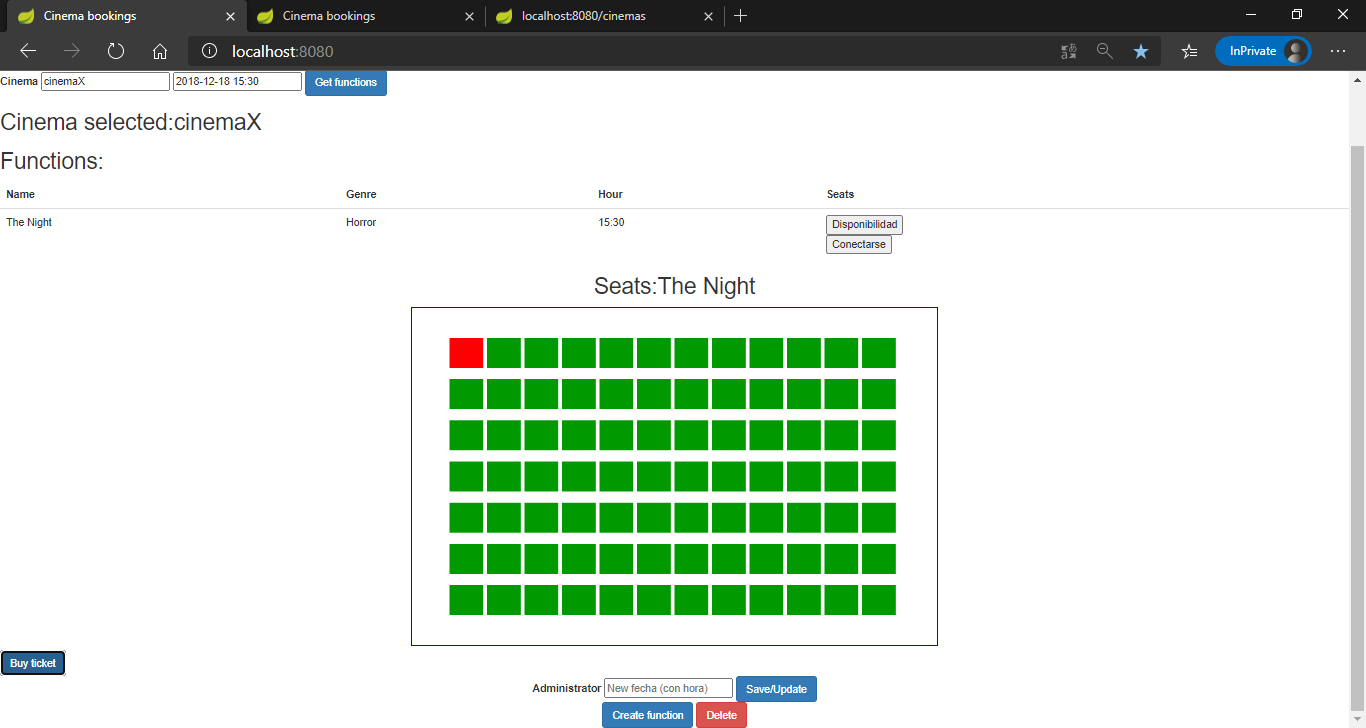 Cinema bookings
Cinema bookings
localhost:8080/cinemas
localhost:8080
InPrivate
Cinema cinemaX 2018-12-18 15:30 Get functions
Cinema selected:cinemaX
Functions:
Name Genre Hour Seats
The Night Horror 15:30 Disponibilidad
Conectarse
Seats:The Night
Buy ticket
Administrator New fecha (con hora) Save/Update
Create function Delete